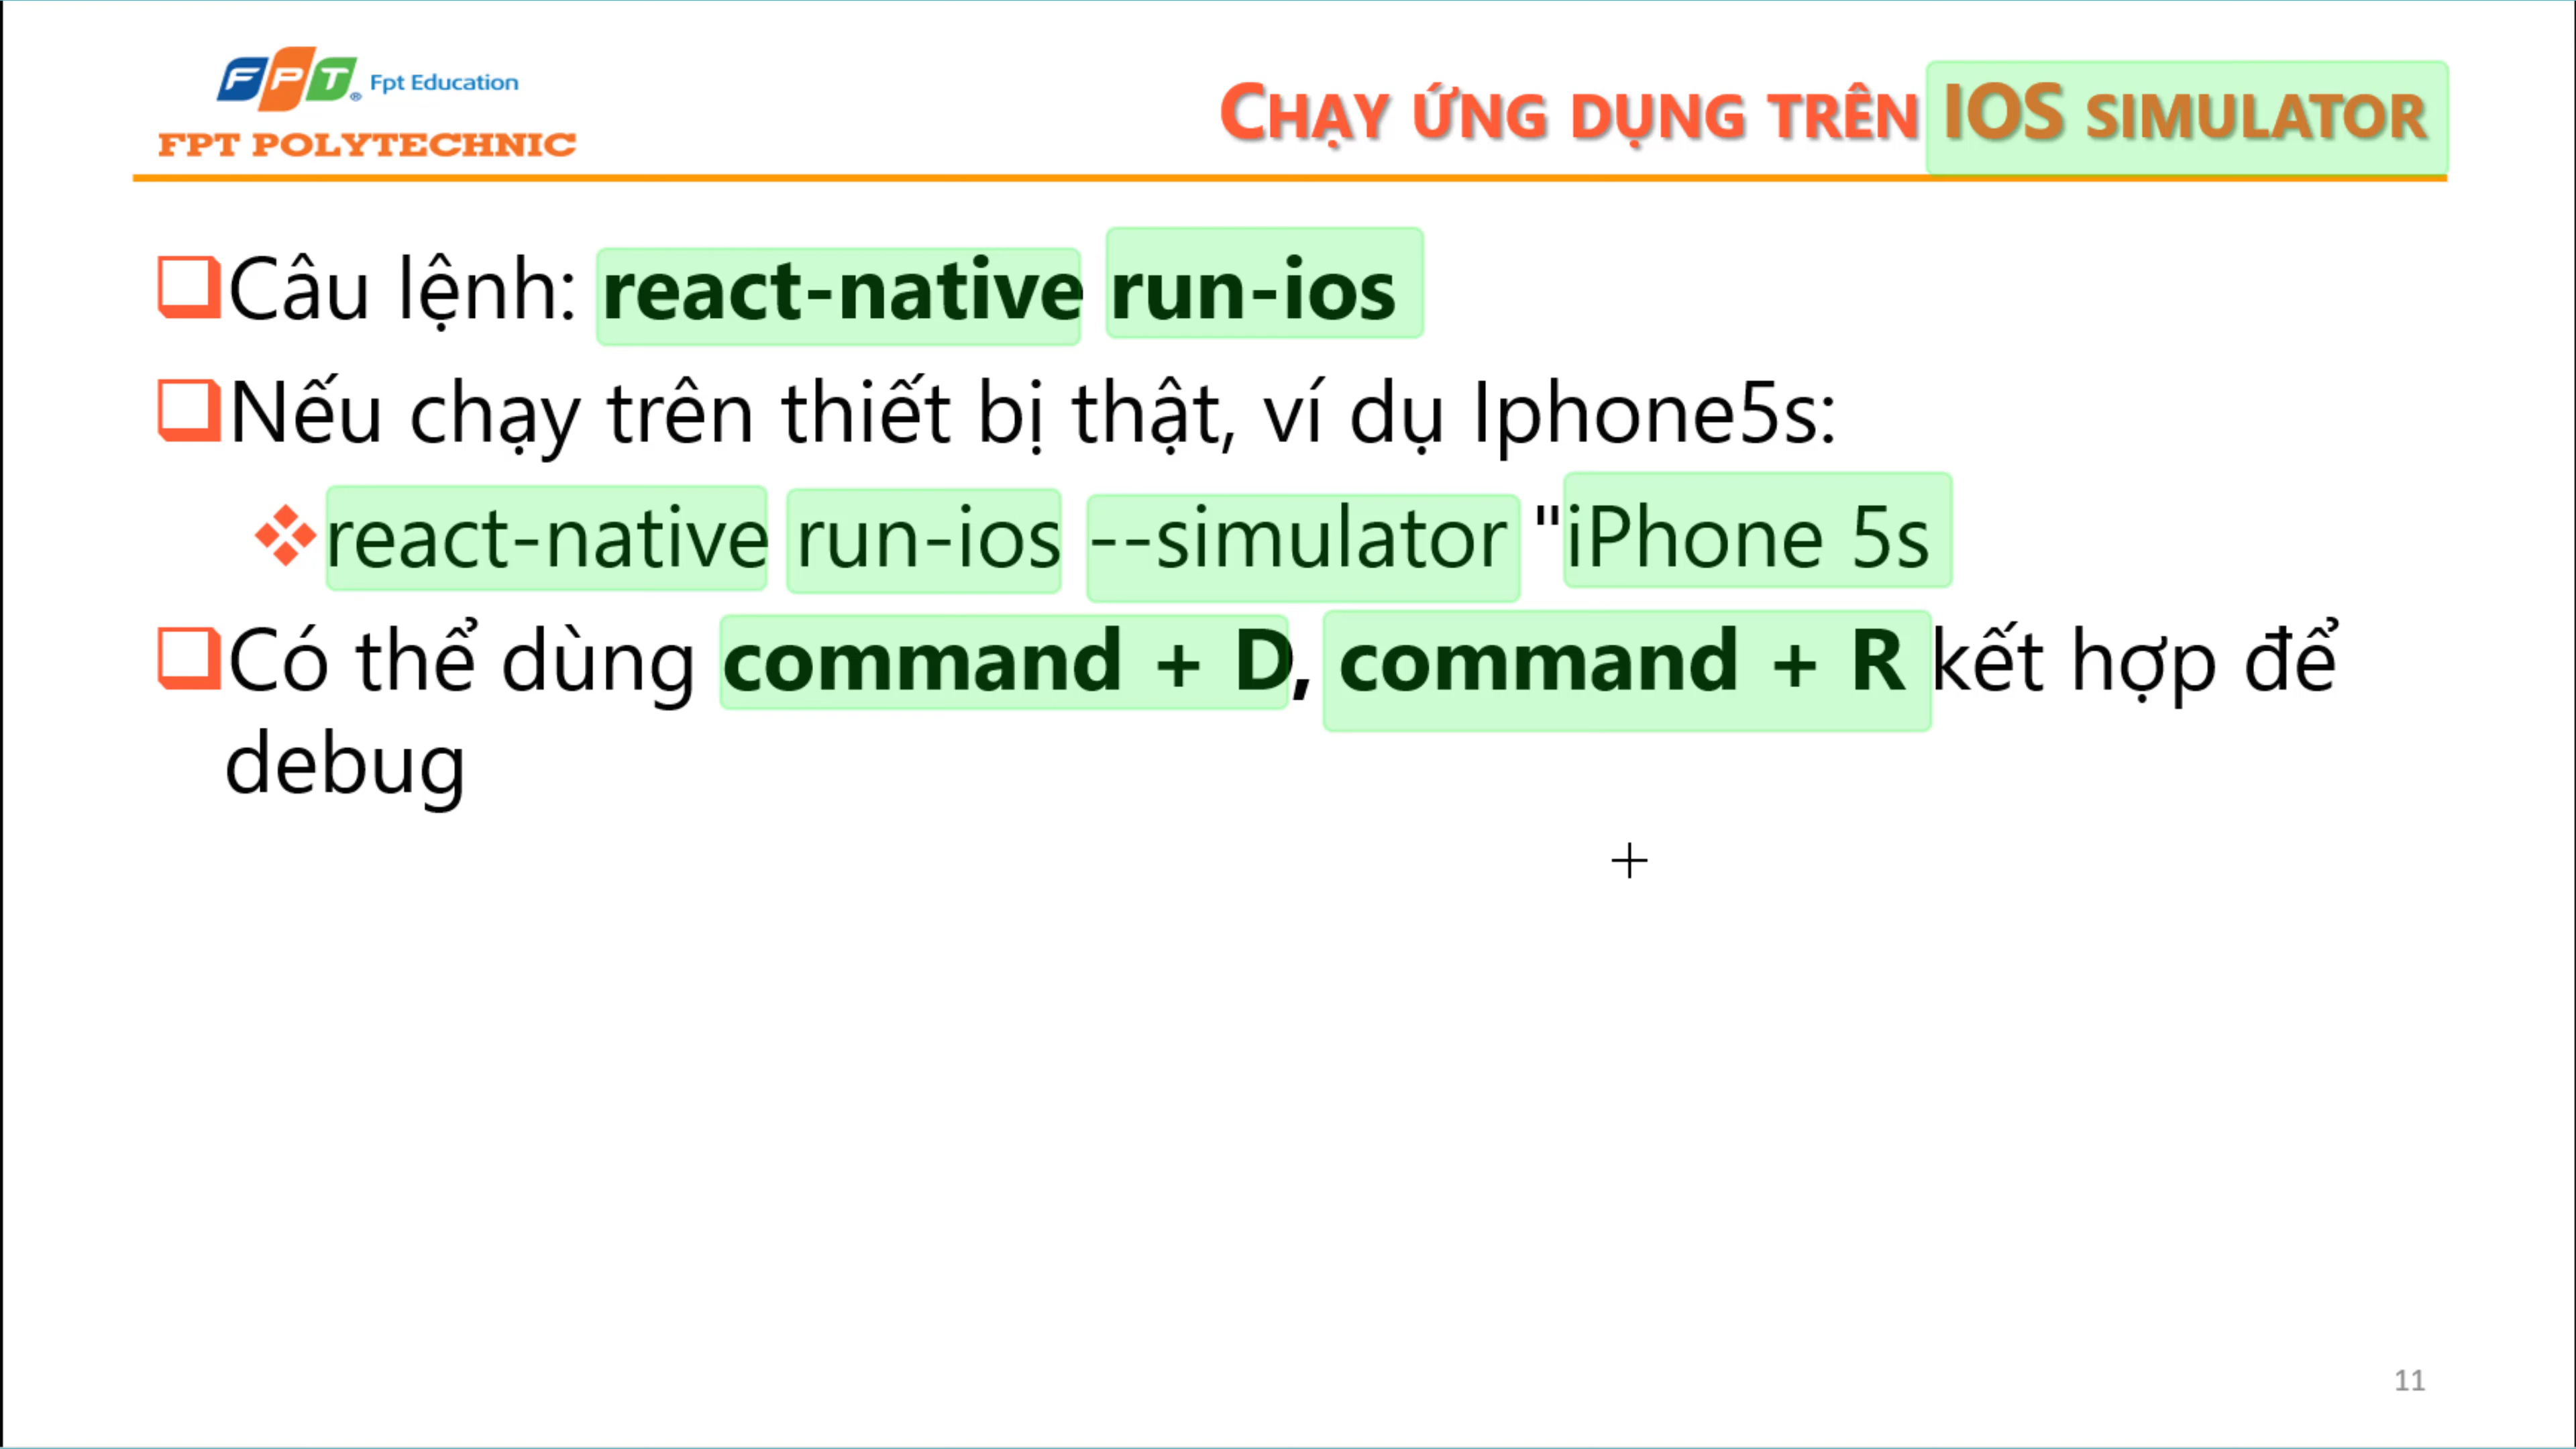 FPT® Fpt Education
FPT POLYTECHNIC
CHẠY ỨNG DỤNG TRÊN IOS SIMULATOR
Câu lệnh: react-native run-ios
Nếu chạy trên thiết bị thật, ví dụ Iphone5s:
react-native run-ios --simulator "iPhone 5s
Có thể dùng command + D, command + R kết hợp để
debug
11